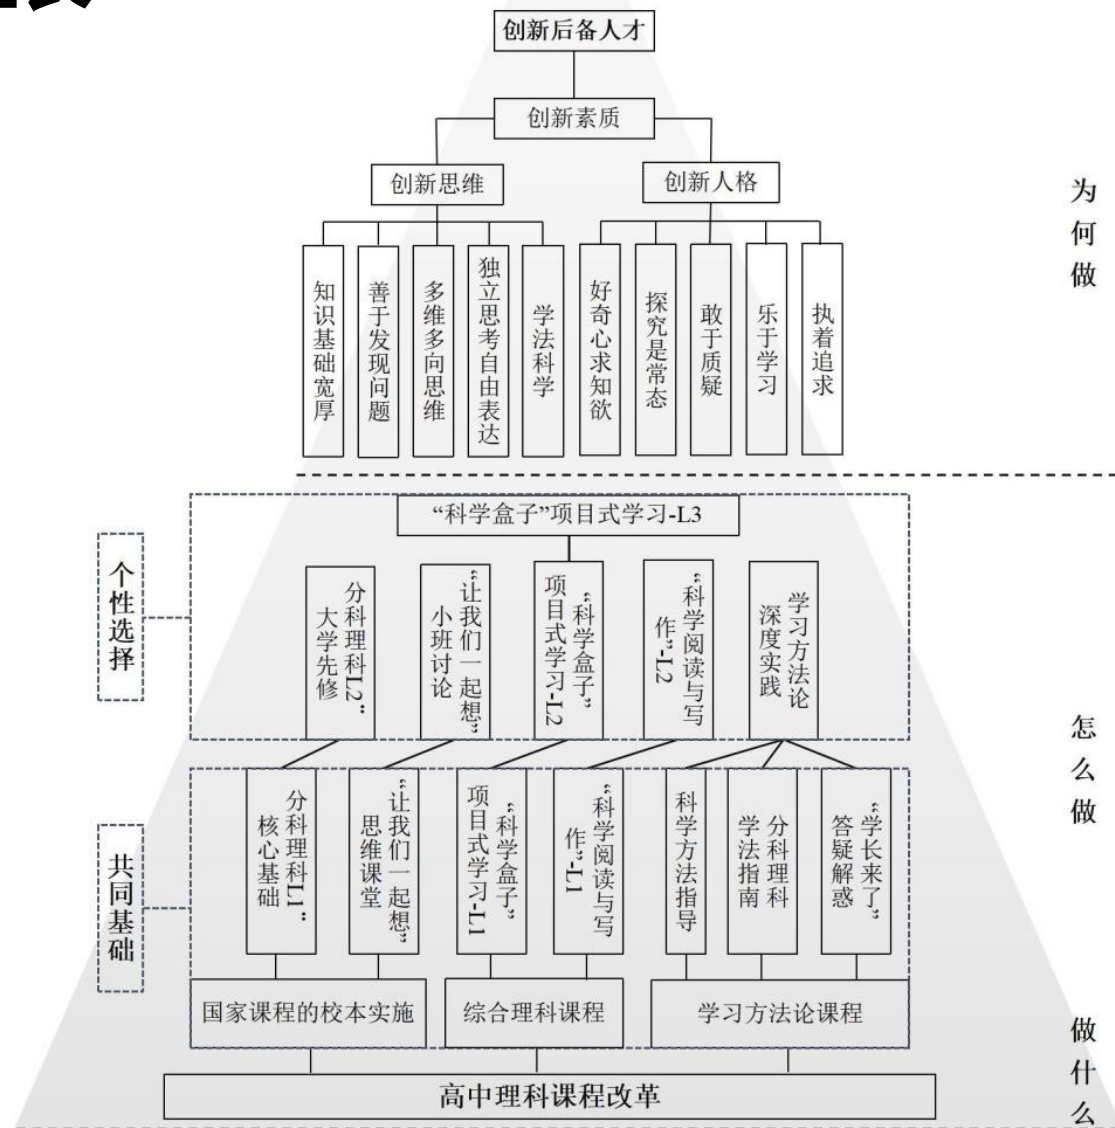 创新后备人才
创新素质
创新思维
创新人格
为何做
知识基础宽厚
善于发现问题
多维多向思维
独立思考自由表达
学法科学
好奇心求知欲
探究是常态
敢于质疑
乐于学习
执着追求
“科学盒子”项目式学习-L3
个性选择
分科理科L2”
大学先修
“让我们一起想”
小班讨论
“科学盒子”
项目式学习-L2
“科学阅读与写
作”-L2
学习方法论
深度实践
怎么做
共同基础
分科理科L1”
核心基础
“让我们一起想”
思维课堂
“科学盒子”
项目式学习-L1
“科学阅读与写
作”-L1
科学方法指导
分科理科
学法指南
“学长来了”
答疑解惑
国家课程的校本实施
综合理科课程
学习方法论课程
做什么
高中理科课程改革